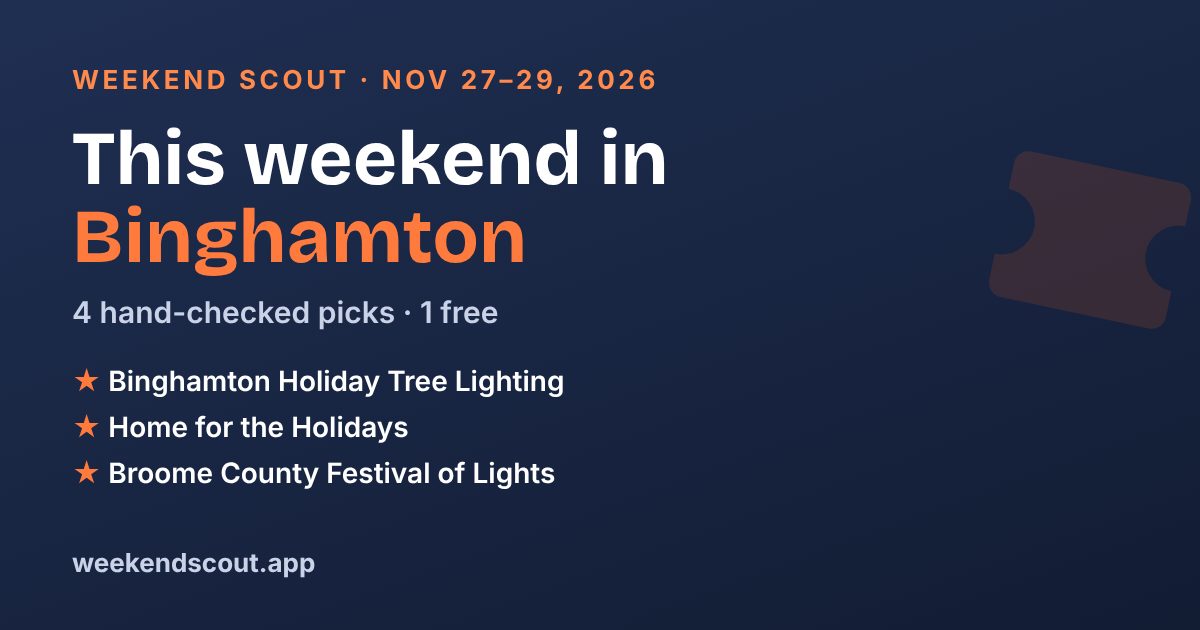 WEEKEND SCOUT · NOV 27–29, 2026
This weekend in
Binghamton
4 hand-checked picks · 1 free
★ Binghamton Holiday Tree Lighting
★ Home for the Holidays
★ Broome County Festival of Lights
weekendscout.app